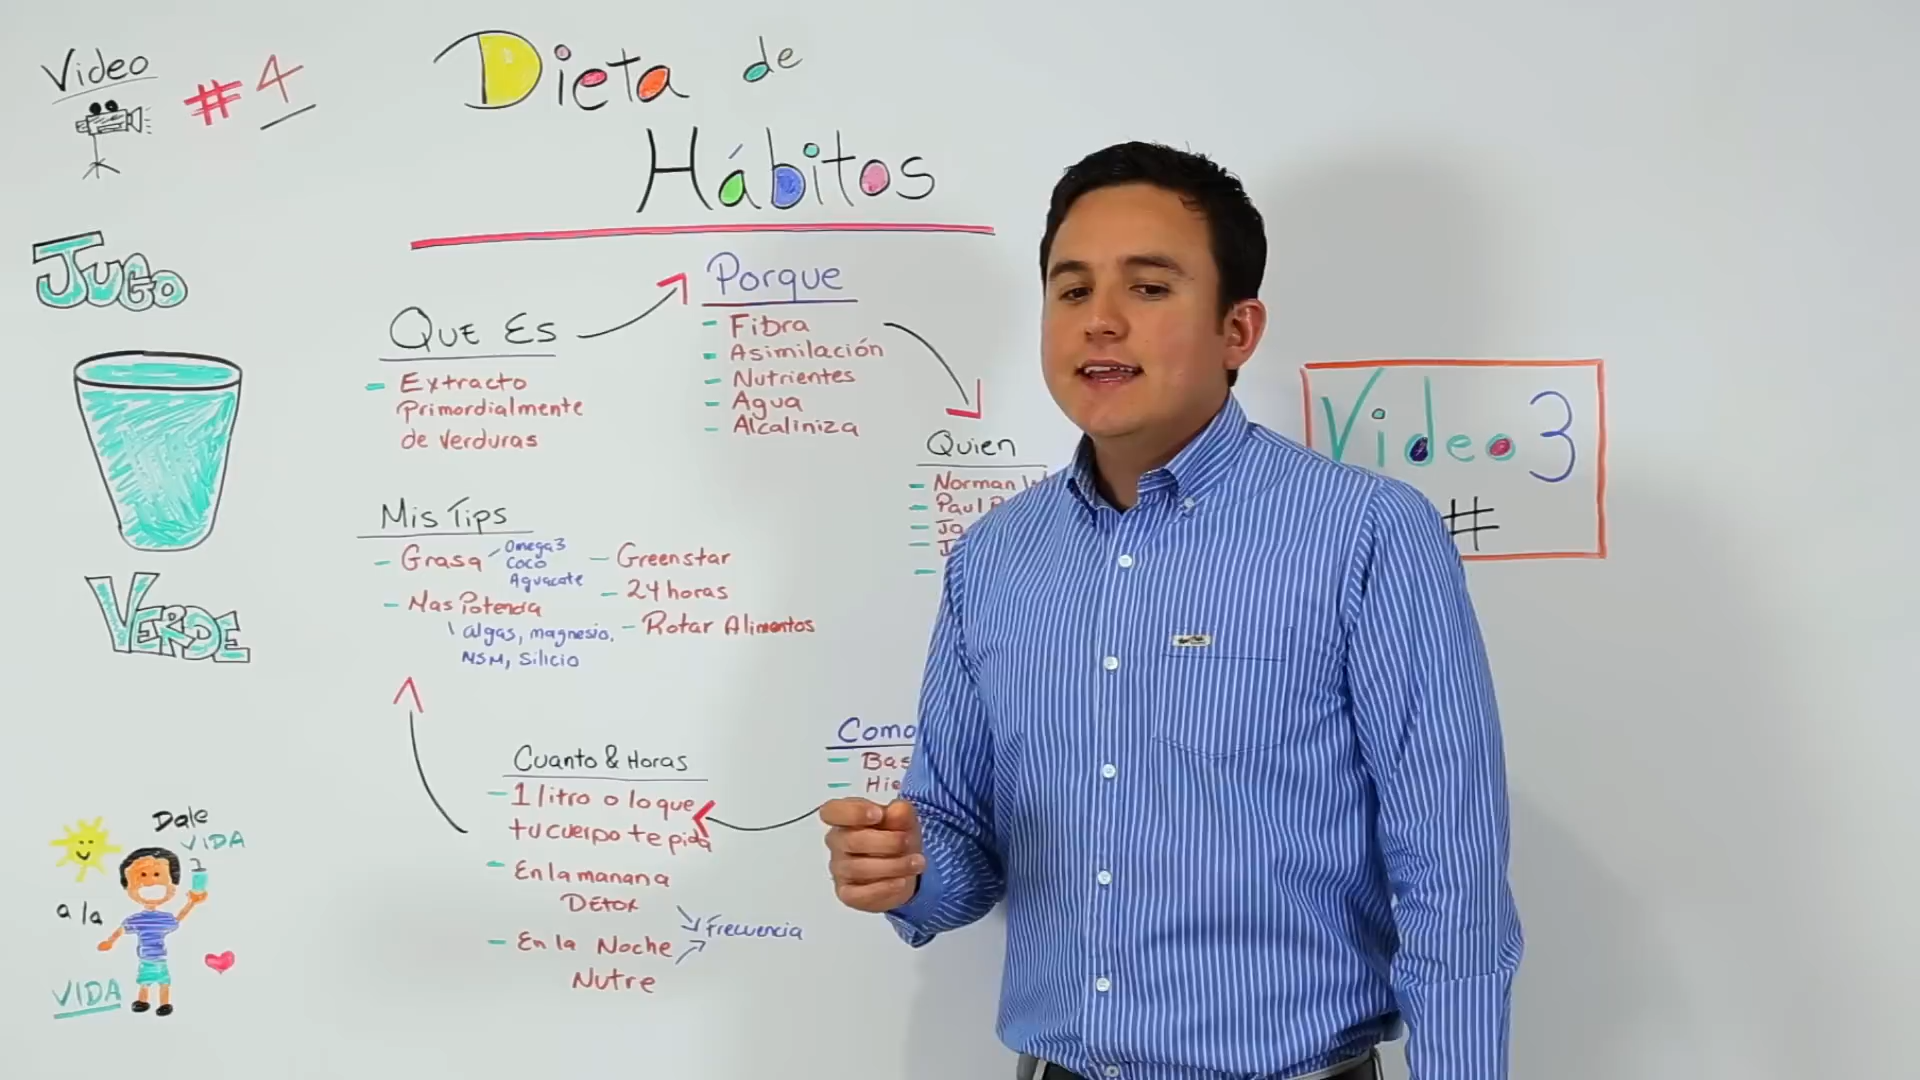 Video
#4
Dieta de
Hábitos
JUGO
VERDE
Que Es
- Extracto
Primordialmente
de verduras
Porque
- Fibra
- Asimilación
- Nutrientes
- Agua
- Alcaliniza
Quien
- Norman
- Paul
Como
Cuanto & Horas
- 1 litro o lo que
tu cuerpo te pida
- En la manana
DETOX
- En la Noche
Nutre
Frecuencia
Mis Tips
- Grasa
Omega3
Coco
Aguacate
- Mas Potencia
algas, magnesio,
MSM, Silicio
- Greenstar
- 24 horas
- Rotar Alimentos
Dale
VIDA
a la
VIDA
Video 3
#